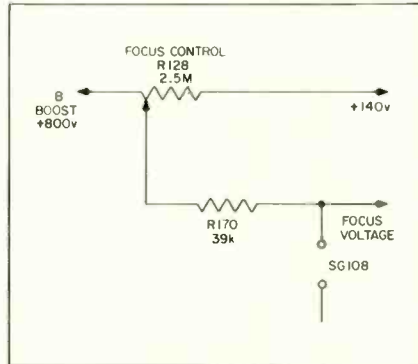 FOCUS CONTROL
R128
2.5M
B
BOOST
+800v
+140v
R170
39k
FOCUS
VOLTAGE
SG108